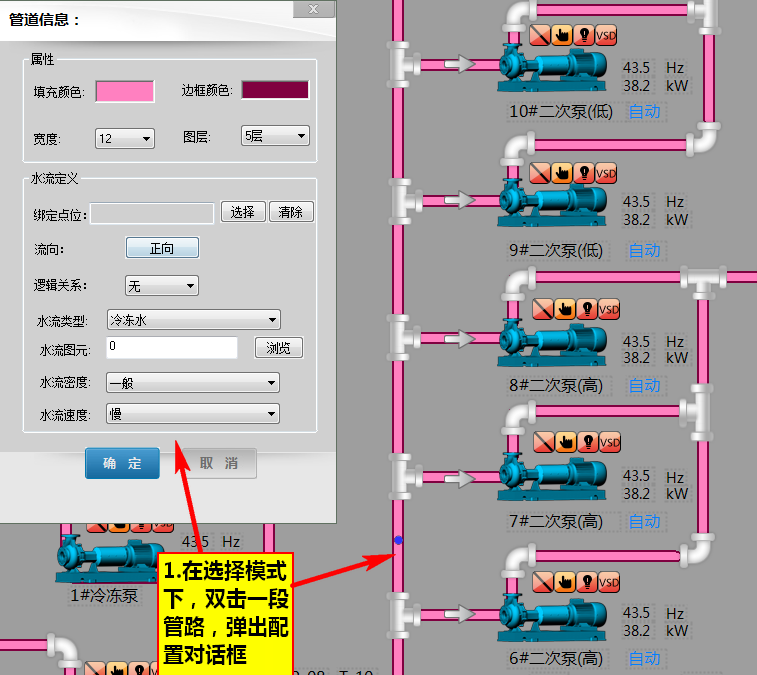 管道信息：
X
属性
填充颜色:
边框颜色:
宽度:
12
图层:
5层
水流定义
绑定点位:
选择
清除
流向:
正向
逻辑关系:
无
水流类型:
冷冻水
水流图元:
0
浏览
水流密度:
一般
水流速度:
慢
确 定
取 消
VSD
43.5 Hz
38.2 kW
10#二次泵(低)
自动
VSD
43.5 Hz
38.2 kW
9#二次泵(低)
自动
VSD
43.5 Hz
38.2 kW
8#二次泵(高)
自动
VSD
43.5 Hz
38.2 kW
7#二次泵(高)
自动
VSD
43.5 Hz
38.2 kW
6#二次泵(高)
自动
43.5 Hz
1#冷冻泵
1.在选择模式
下，双击一段
管路，弹出配
置对话框